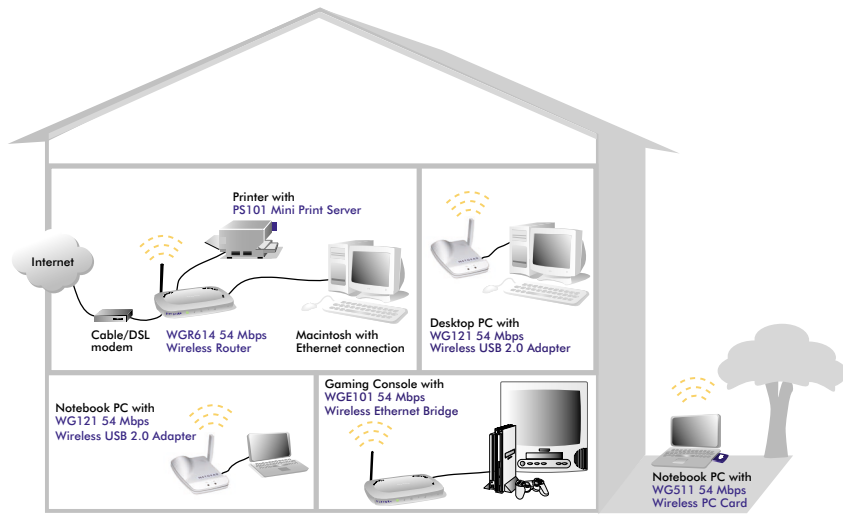 Printer with
PS101 Mini Print Server
Internet
Cable/DSL
modem
WGR614 54 Mbps
Wireless Router
Macintosh with
Ethernet connection
Desktop PC with
WG121 54 Mbps
Wireless USB 2.0 Adapter
Notebook PC with
WG121 54 Mbps
Wireless USB 2.0 Adapter
Gaming Console with
WGE101 54 Mbps
Wireless Ethernet Bridge
Notebook PC with
WG511 54 Mbps
Wireless PC Card